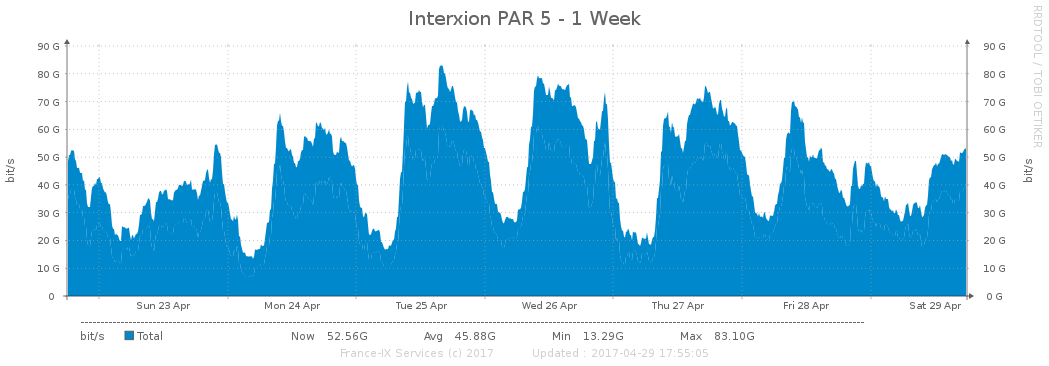 Interxion PAR 5 - 1 Week
RRDTOOL / TOBI OETIKER
bit/s
90 G
80 G
70 G
60 G
50 G
40 G
30 G
20 G
10 G
0
90 G
80 G
70 G
60 G
50 G
40 G
30 G
20 G
10 G
0 G
bit/s
Sun 23 Apr Mon 24 Apr Tue 25 Apr Wed 26 Apr Thu 27 Apr Fri 28 Apr Sat 29 Apr
bit/s Total Now 52.56G Avg 45.88G Min 13.29G Max 83.10G
France-IX Services (c) 2017 Updated : 2017-04-29 17:55:05